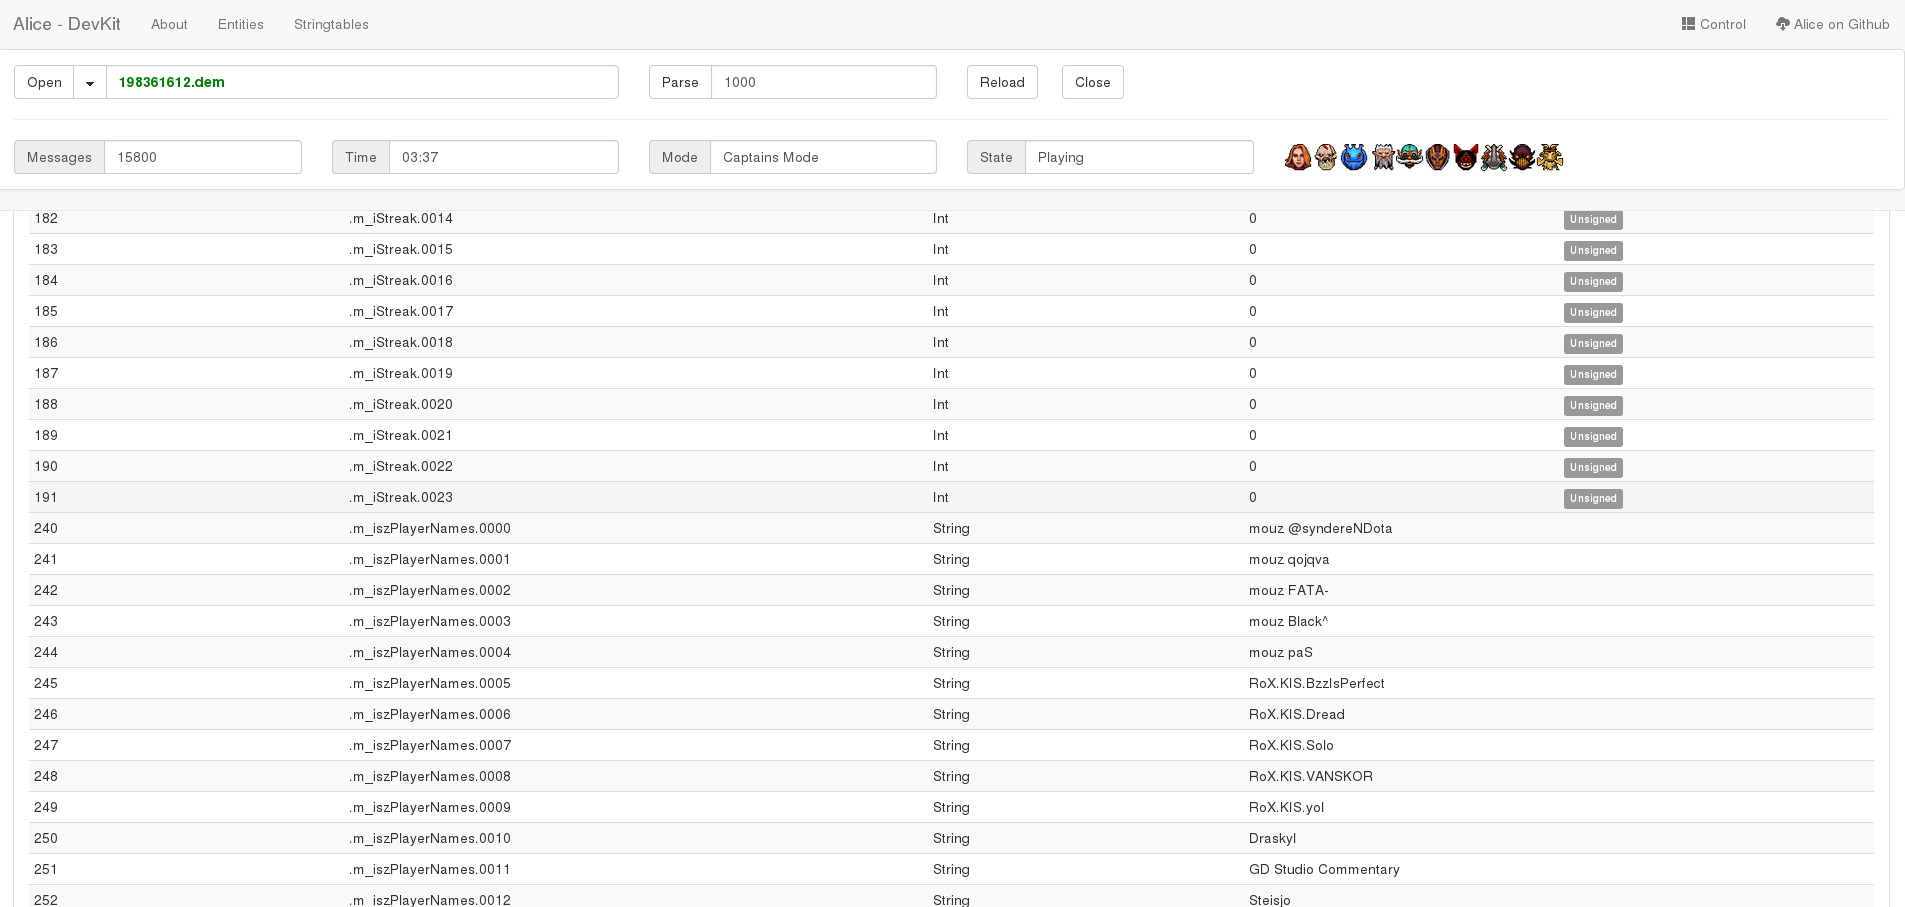 Alice - DevKit About Entities Stringtables Control Alice on Github
Open 198361612.dem Parse 1000 Reload Close
Messages 15800 Time 03:37 Mode Captains Mode State Playing
182 .m_iStreak.0014 Int 0 Unsigned
183 .m_iStreak.0015 Int 0 Unsigned
184 .m_iStreak.0016 Int 0 Unsigned
185 .m_iStreak.0017 Int 0 Unsigned
186 .m_iStreak.0018 Int 0 Unsigned
187 .m_iStreak.0019 Int 0 Unsigned
188 .m_iStreak.0020 Int 0 Unsigned
189 .m_iStreak.0021 Int 0 Unsigned
190 .m_iStreak.0022 Int 0 Unsigned
191 .m_iStreak.0023 Int 0 Unsigned
240 .m_iszPlayerNames.0000 String mouz @syndereNDota
241 .m_iszPlayerNames.0001 String mouz qojqva
242 .m_iszPlayerNames.0002 String mouz FATA-
243 .m_iszPlayerNames.0003 String mouz Black^
244 .m_iszPlayerNames.0004 String mouz paS
245 .m_iszPlayerNames.0005 String RoX.KIS.BzzIsPerfect
246 .m_iszPlayerNames.0006 String RoX.KIS.Dread
247 .m_iszPlayerNames.0007 String RoX.KIS.Solo
248 .m_iszPlayerNames.0008 String RoX.KIS.VANSKOR
249 .m_iszPlayerNames.0009 String RoX.KIS.yol
250 .m_iszPlayerNames.0010 String Draskyl
251 .m_iszPlayerNames.0011 String GD Studio Commentary
252 .m_iszPlayerNames.0012 String Steisjo